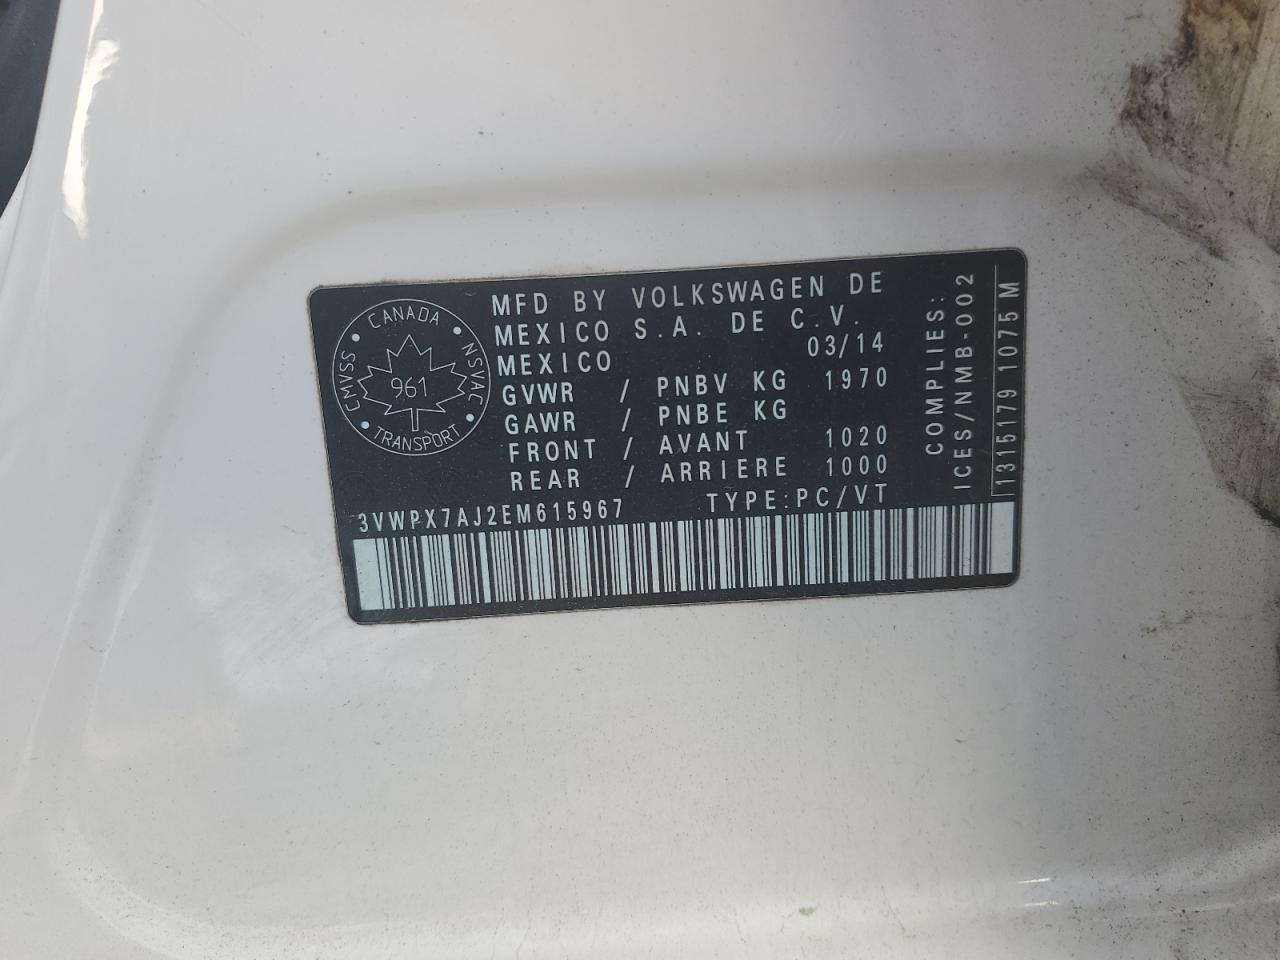 CANADA
NSVAC
TRANSPORT
CMVSS
961
MFD BY VOLKSWAGEN DE
MEXICO S.A. DE C.V.
MEXICO 03/14
GVWR / PNBV KG 1970
GAWR / PNBE KG
FRONT / AVANT 1020
REAR / ARRIERE 1000
3VWPX7AJ2EM615967 TYPE:PC/VT
COMPLIES:
ICES/NMB-002
1315179 1075 M